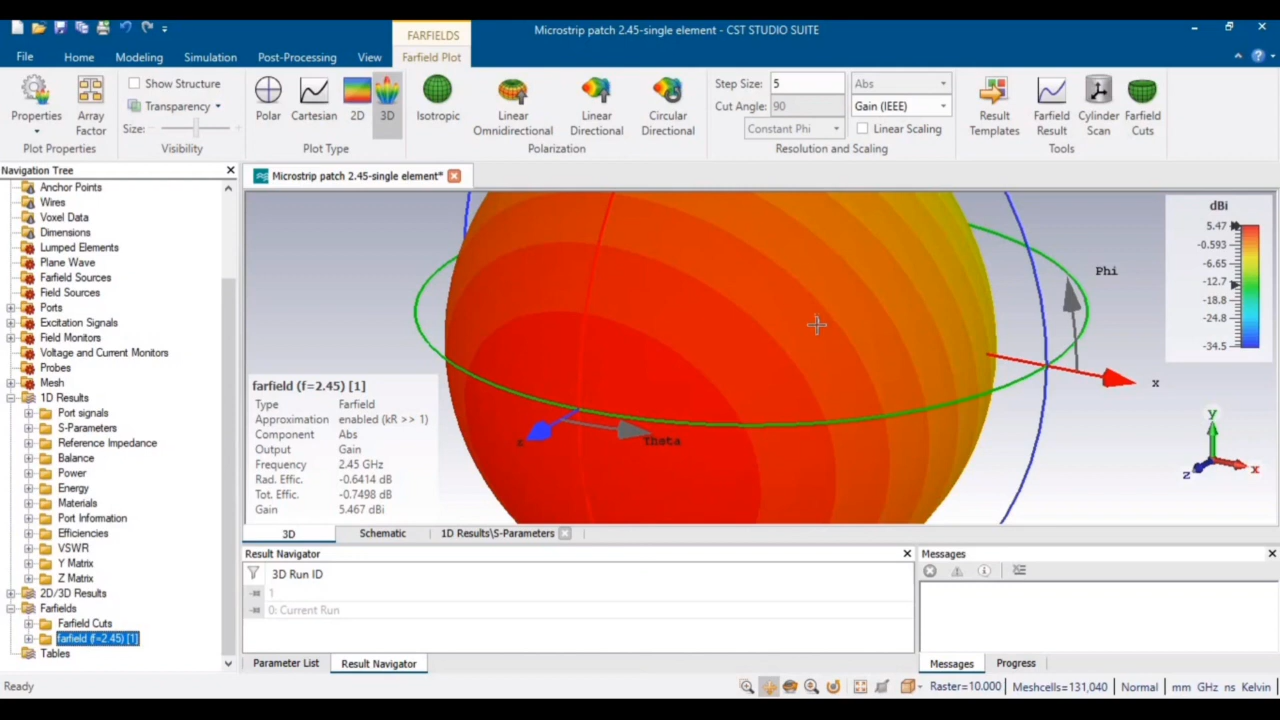 Microstrip patch 2.45-single element - CST STUDIO SUITE
FARFIELDS
File Home Modeling Simulation Post-Processing View Farfield Plot
Properties
Array Factor
Plot Properties
Show Structure
Transparency
Size:
Visibility
Polar Cartesian 2D 3D
Plot Type
Isotropic
Linear Omnidirectional
Linear Directional
Circular Directional
Polarization
Step Size: 5 Abs
Cut Angle: 90 Gain (IEEE)
Constant Phi Linear Scaling
Resolution and Scaling
Result Templates
Farfield Result
Cylinder Scan
Farfield Cuts
Tools
Navigation Tree
Anchor Points
Wires
Voxel Data
Dimensions
Lumped Elements
Plane Wave
Farfield Sources
Field Sources
Ports
Excitation Signals
Field Monitors
Voltage and Current Monitors
Probes
Mesh
1D Results
Port signals
S-Parameters
Reference Impedance
Balance
Power
Energy
Materials
Port Information
Efficiencies
VSWR
Y Matrix
Z Matrix
2D/3D Results
Farfields
Farfield Cuts
farfield (f=2.45) [1]
Tables
Microstrip patch 2.45-single element*
dBi
5.47
-0.593
-6.65
-12.7
-18.8
-24.8
-34.5
Phi
x
z
Theta
y
z
x
farfield (f=2.45) [1]
Type Farfield
Approximation enabled (kR >> 1)
Component Abs
Output Gain
Frequency 2.45 GHz
Rad. Effic. -0.6414 dB
Tot. Effic. -0.7498 dB
Gain 5.467 dBi
3D Schematic 1D Results\S-Parameters
Result Navigator
3D Run ID
1
0: Current Run
Parameter List Result Navigator
Messages
Messages Progress
Ready
Raster=10.000 Meshcells=131,040 Normal mm GHz ns Kelvin